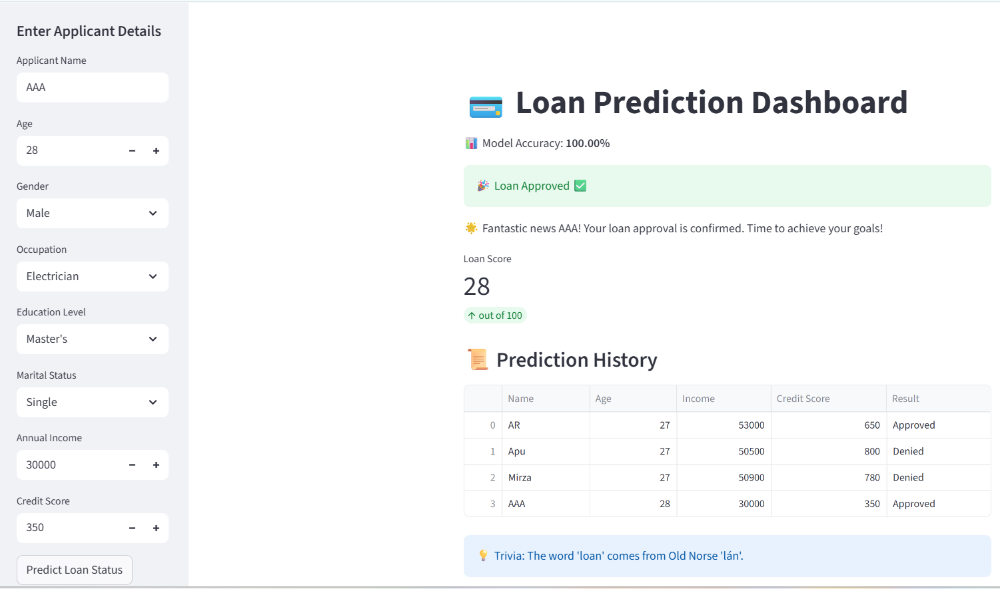 Enter Applicant Details
Applicant Name
AAA
Age
28
Gender
Male
Occupation
Electrician
Education Level
Master's
Marital Status
Single
Annual Income
30000
Credit Score
350
Predict Loan Status
Loan Prediction Dashboard
Model Accuracy: 100.00%
Loan Approved
Fantastic news AAA! Your loan approval is confirmed. Time to achieve your goals!
Loan Score
28
↑ out of 100
Prediction History
Name Age Income Credit Score Result
0 AR 27 53000 650 Approved
1 Apu 27 50500 800 Denied
2 Mirza 27 50900 780 Denied
3 AAA 28 30000 350 Approved
Trivia: The word 'loan' comes from Old Norse 'lán'.